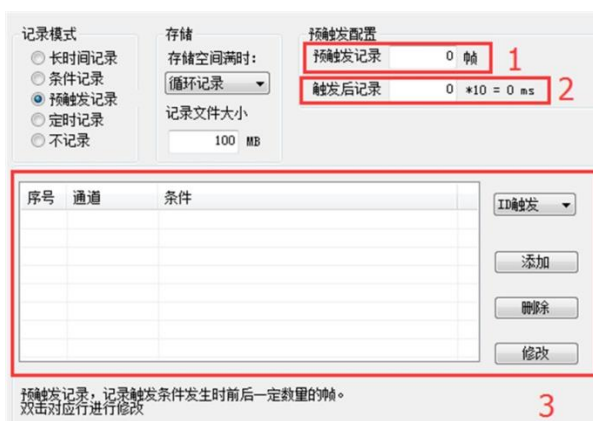 记录模式
长时间记录
条件记录
预触发记录
定时记录
不记录
存储
存储空间满时:
循环记录
记录文件大小
100 MB
预触发配置
预触发记录 0 帧 1
触发后记录 0 *10 = 0 ms 2
序号 通道 条件
ID触发
添加
删除
修改
预触发记录，记录触发条件发生时前后一定数量的帧。
双击对应行进行修改
3